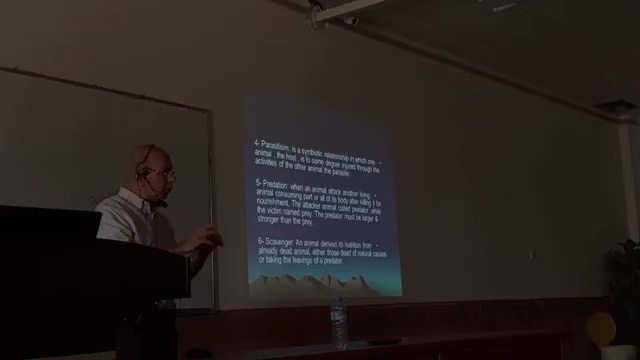 4- Parasitisim: is a symbiotic relationship in which one •
animal , the host , is to some degree injured through the
activities of the other animal the parasite.
5- Predation: when an animal attack another living •
animal consuming part or all of its body after killing it for
nourishment. The attacker animal called predator, while
the victim named prey. The predator must be larger &
stronger than the prey.
6- Scavenger: An animal derived its nutrition from •
already dead animal, either those dead of natural causes
or taking the leavings of a predator.